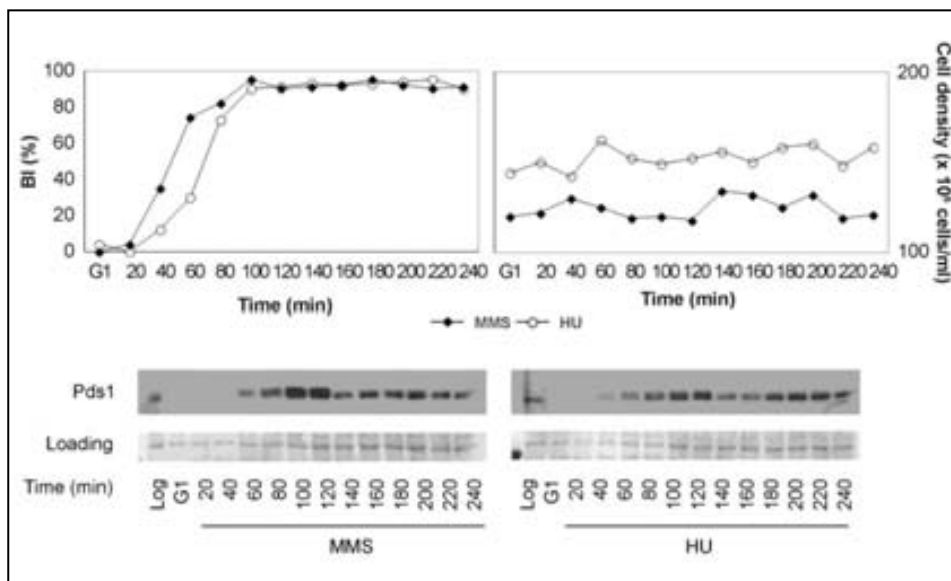 100
80
60
40
20
0
BI (%)
G1 20 40 60 80 100 120 140 160 180 200 220 240
Time (min)
200
100
Cell density (x 10⁵ cells/ml)
G1 20 40 60 80 100 120 140 160 180 200 220 240
Time (min)
MMS HU
Pds1
Loading
Time (min)
Log G1 20 40 60 80 100 120 140 160 180 200 220 240
MMS
Log G1 20 40 60 80 100 120 140 160 180 200 220 240
HU